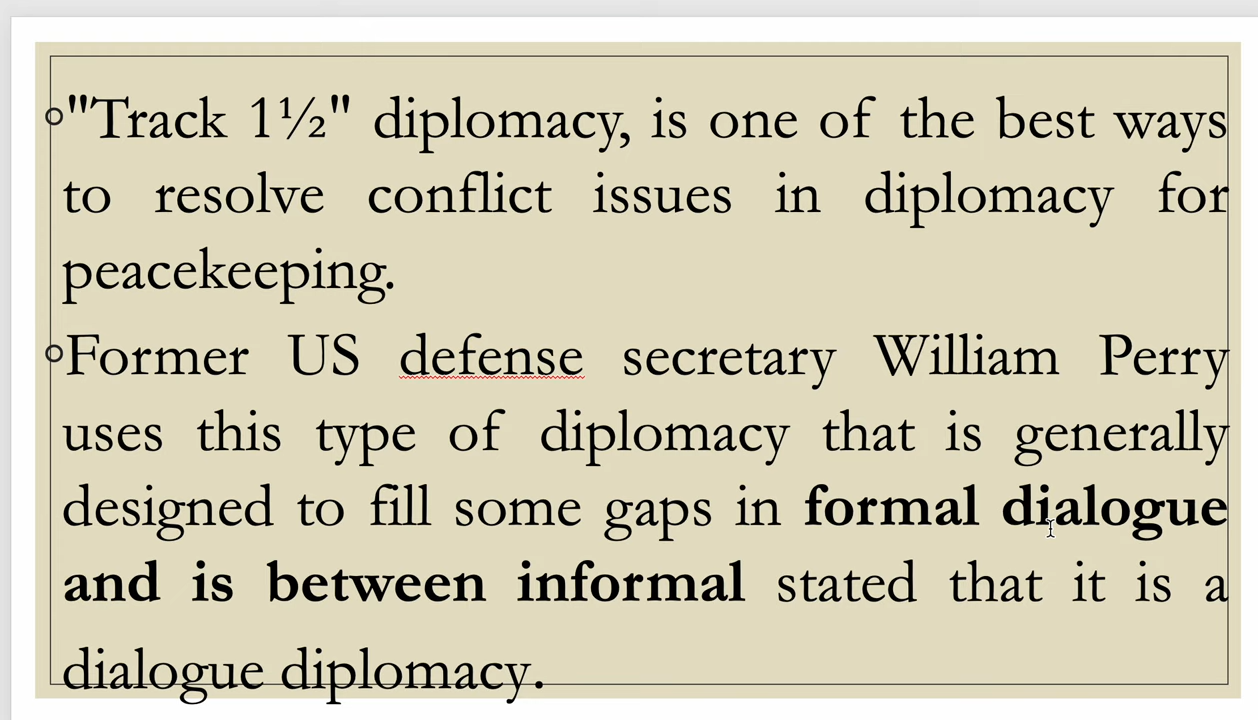 "Track 1½" diplomacy, is one of the best ways
to resolve conflict issues in diplomacy for
peacekeeping.
Former US defense secretary William Perry
uses this type of diplomacy that is generally
designed to fill some gaps in formal dialogue
and is between informal stated that it is a
dialogue diplomacy.